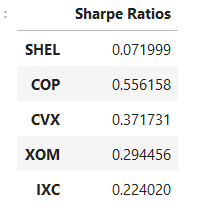 :
Sharpe Ratios
SHEL 0.071999
COP 0.556158
CVX 0.371731
XOM 0.294456
IXC 0.224020